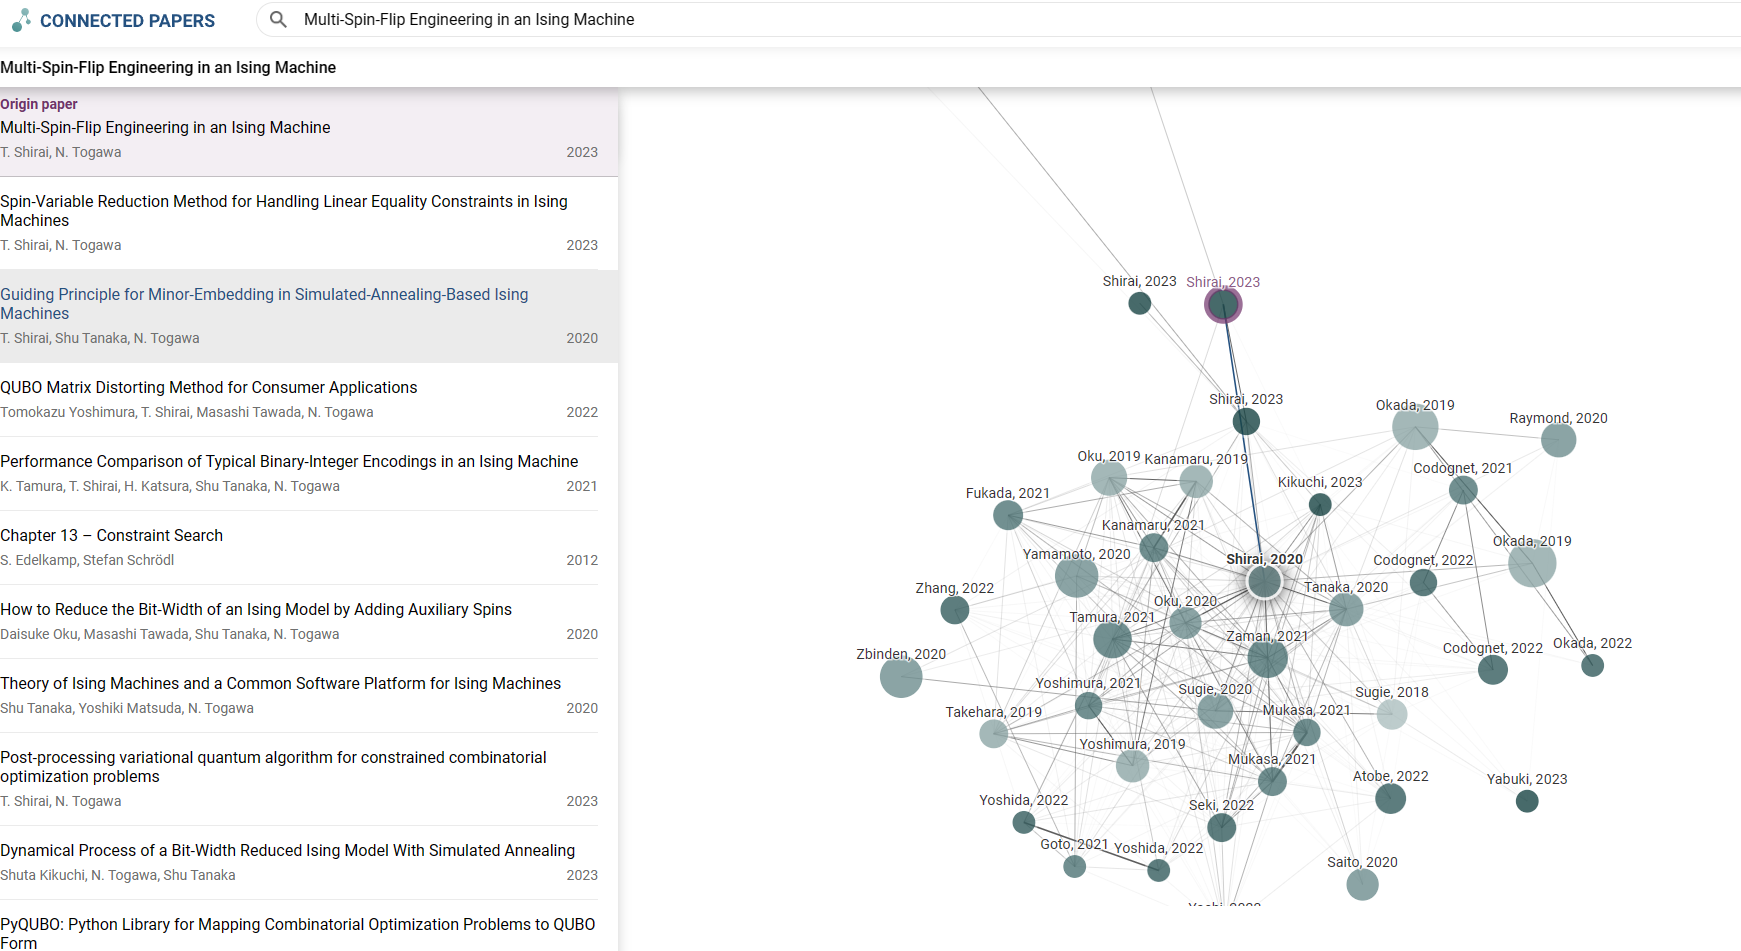 CONNECTED PAPERS
Multi-Spin-Flip Engineering in an Ising Machine
Multi-Spin-Flip Engineering in an Ising Machine
Origin paper
Multi-Spin-Flip Engineering in an Ising Machine
T. Shirai, N. Togawa 2023
Spin-Variable Reduction Method for Handling Linear Equality Constraints in Ising
Machines
T. Shirai, N. Togawa 2023
Guiding Principle for Minor-Embedding in Simulated-Annealing-Based Ising
Machines
T. Shirai, Shu Tanaka, N. Togawa 2020
QUBO Matrix Distorting Method for Consumer Applications
Tomokazu Yoshimura, T. Shirai, Masashi Tawada, N. Togawa 2022
Performance Comparison of Typical Binary-Integer Encodings in an Ising Machine
K. Tamura, T. Shirai, H. Katsura, Shu Tanaka, N. Togawa 2021
Chapter 13 – Constraint Search
S. Edelkamp, Stefan Schrödl 2012
How to Reduce the Bit-Width of an Ising Model by Adding Auxiliary Spins
Daisuke Oku, Masashi Tawada, Shu Tanaka, N. Togawa 2020
Theory of Ising Machines and a Common Software Platform for Ising Machines
Shu Tanaka, Yoshiki Matsuda, N. Togawa 2020
Post-processing variational quantum algorithm for constrained combinatorial
optimization problems
T. Shirai, N. Togawa 2023
Dynamical Process of a Bit-Width Reduced Ising Model With Simulated Annealing
Shuta Kikuchi, N. Togawa, Shu Tanaka 2023
PyQUBO: Python Library for Mapping Combinatorial Optimization Problems to QUBO
Form
Shirai, 2023
Shirai, 2023
Shirai, 2023
Okada, 2019
Raymond, 2020
Oku, 2019
Kanamaru, 2019
Codognet, 2021
Kikuchi, 2023
Fukada, 2021
Kanamaru, 2021
Okada, 2019
Yamamoto, 2020
Shirai, 2020
Codognet, 2022
Zhang, 2022
Tanaka, 2020
Oku, 2020
Tamura, 2021
Zaman, 2021
Okada, 2022
Codognet, 2022
Zbinden, 2020
Yoshimura, 2021
Sugie, 2020
Sugie, 2018
Takehara, 2019
Mukasa, 2021
Yoshimura, 2019
Mukasa, 2021
Atobe, 2022
Yabuki, 2023
Yoshida, 2022
Seki, 2022
Goto, 2021
Yoshida, 2022
Saito, 2020